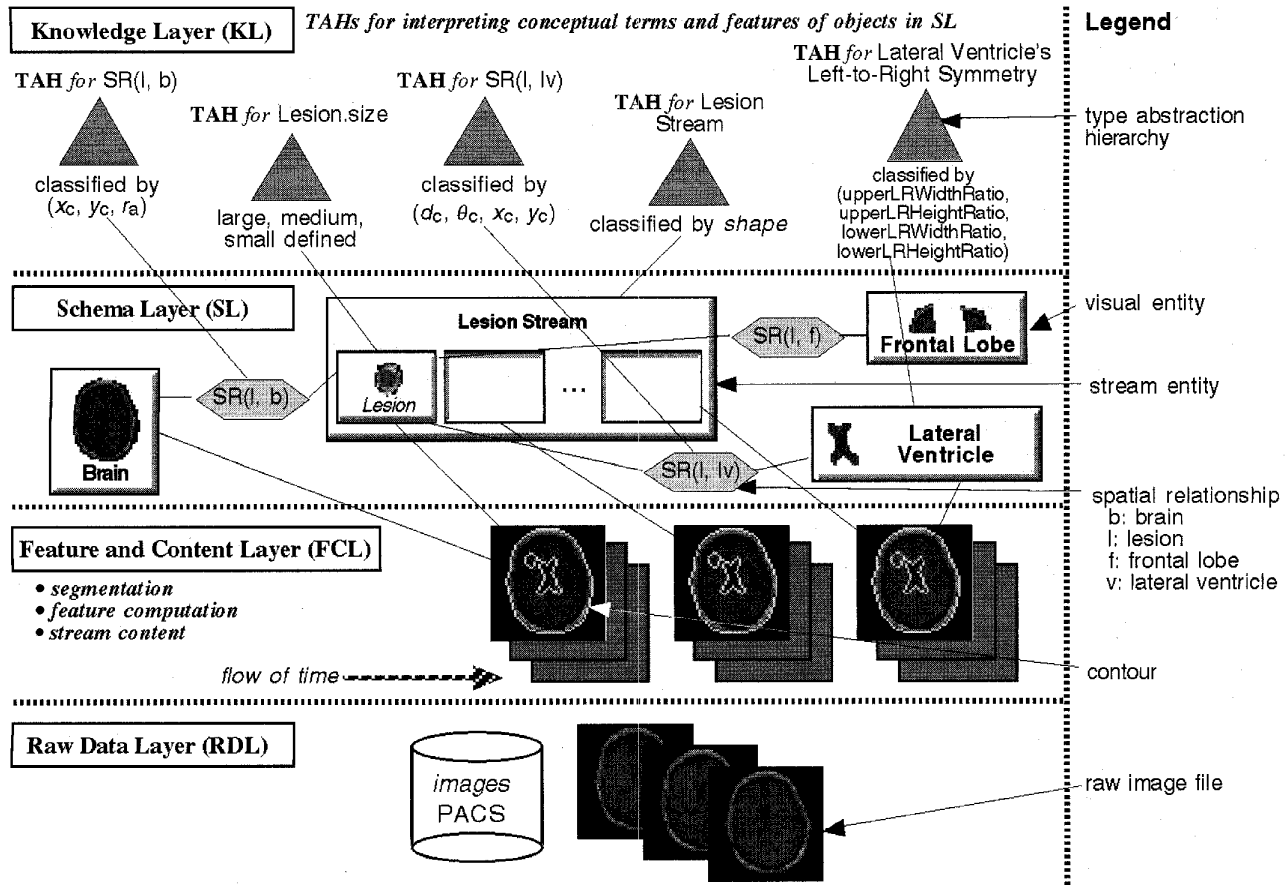 Knowledge Layer (KL)
TAHs for interpreting conceptual terms and features of objects in SL
TAH for SR(l, b)
classified by
(xc, yc, ra)
TAH for Lesion.size
large, medium,
small defined
TAH for SR(l, lv)
classified by
(dc, θc, xc, yc)
TAH for Lesion
Stream
classified by shape
TAH for Lateral Ventricle's
Left-to-Right Symmetry
classified by
(upperLRWidthRatio,
upperLRHeightRatio,
lowerLRWidthRatio,
lowerLRHeightRatio)
Schema Layer (SL)
Brain
SR(l, b)
Lesion Stream
Lesion
...
SR(l, f)
Frontal Lobe
SR(l, lv)
Lateral
Ventricle
Feature and Content Layer (FCL)
• segmentation
• feature computation
• stream content
flow of time
Raw Data Layer (RDL)
images
PACS
Legend
type abstraction
hierarchy
visual entity
stream entity
spatial relationship
b: brain
l: lesion
f: frontal lobe
v: lateral ventricle
contour
raw image file